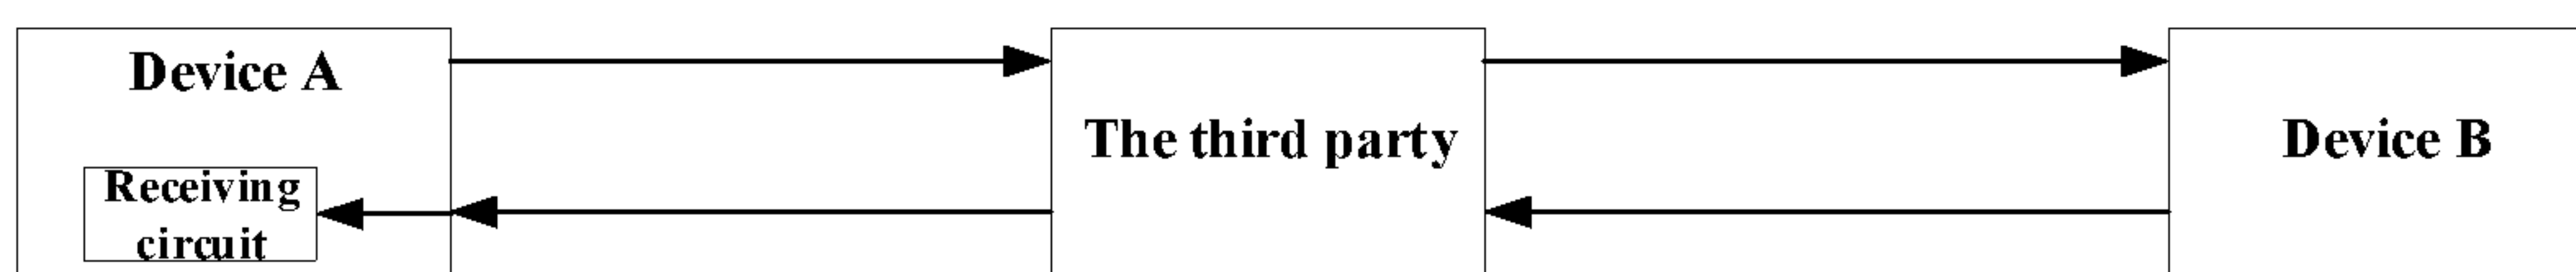 Device A
Receiving
circuit
The third party
Device B